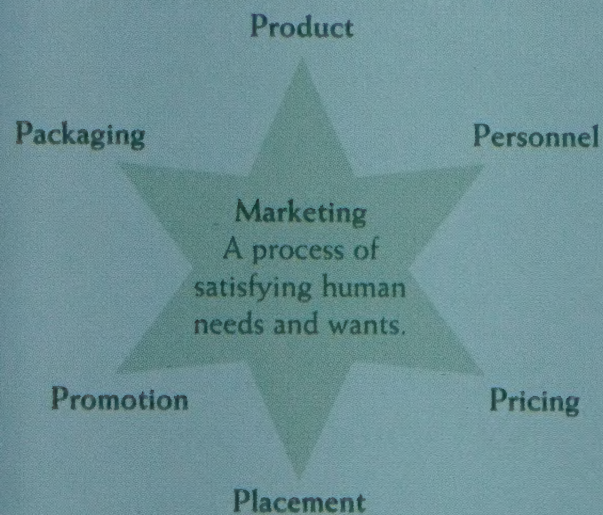 Product
Packaging
Personnel
Marketing
A process of
satisfying human
needs and wants.
Promotion
Pricing
Placement